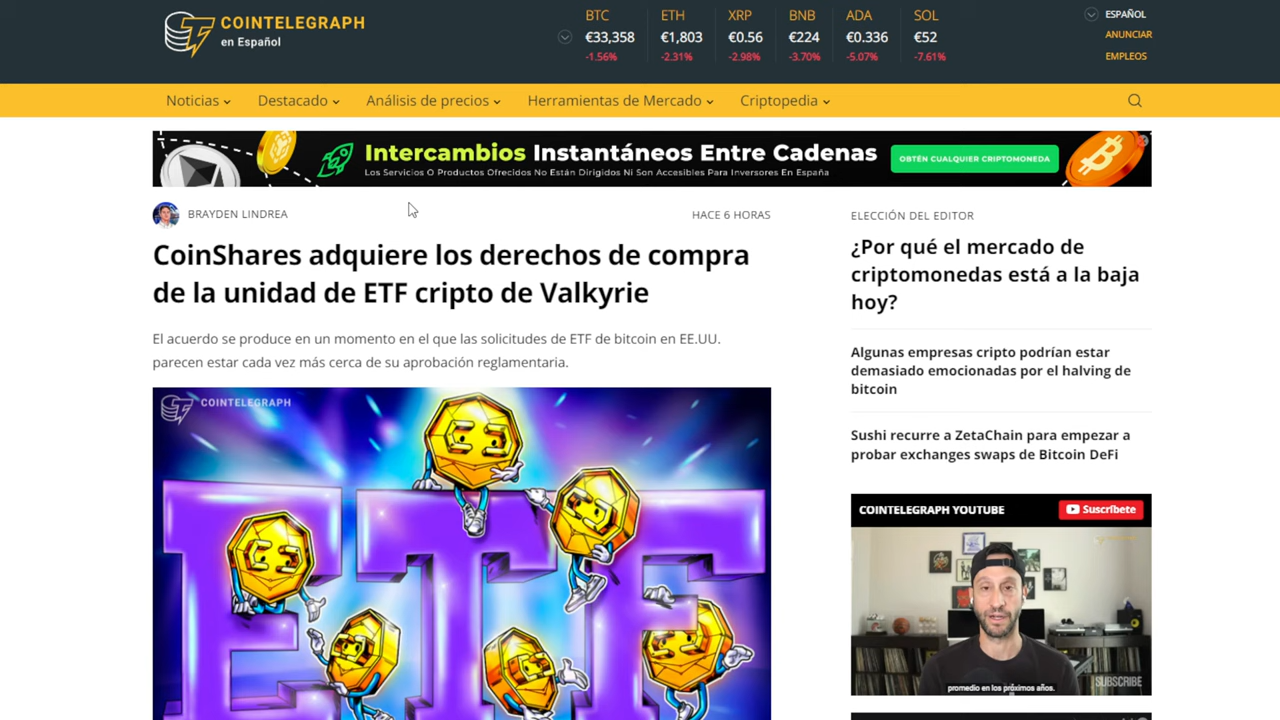 COINTELEGRAPH
en Español
BTC ETH XRP BNB ADA SOL
€33,358 €1,803 €0.56 €224 €0.336 €52
-1.56% -2.31% -2.98% -3.70% -5.07% -7.61%
ESPAÑOL
ANUNCIAR
EMPLEOS
Noticias Destacado Análisis de precios Herramientas de Mercado Criptopedia
Intercambios Instantáneos Entre Cadenas
Los Servicios O Productos Ofrecidos No Están Dirigidos Ni Son Accesibles Para Inversores En España
OBTÉN CUALQUIER CRIPTOMONEDA
BRAYDEN LINDREA
HACE 6 HORAS
CoinShares adquiere los derechos de compra
de la unidad de ETF cripto de Valkyrie
El acuerdo se produce en un momento en el que las solicitudes de ETF de bitcoin en EE.UU.
parecen estar cada vez más cerca de su aprobación reglamentaria.
COINTELEGRAPH
ETF
ELECCIÓN DEL EDITOR
¿Por qué el mercado de
criptomonedas está a la baja
hoy?
Algunas empresas cripto podrían estar
demasiado emocionadas por el halving de
bitcoin
Sushi recurre a ZetaChain para empezar a
probar exchanges swaps de Bitcoin DeFi
COINTELEGRAPH YOUTUBE
Suscríbete
promedio en los próximos años.
SUBSCRIBE